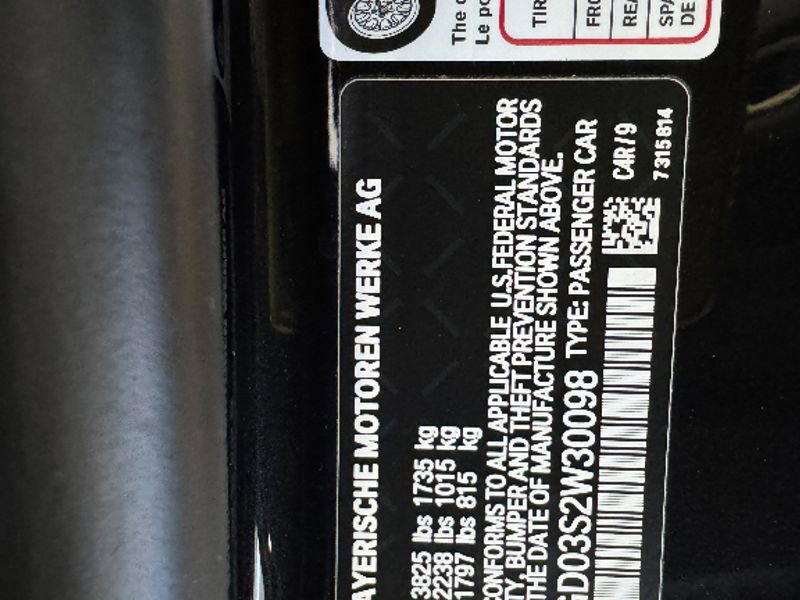 The
Le
TIR
FRO
REA
SPA
DE
AYERISCHE MOTOREN WERKE AG
3825 lbs 1735 kg
2238 lbs 1015 kg
1797 lbs 815 kg
CONFORMS TO ALL APPLICABLE U.S.FEDERAL MOTOR
TY, BUMPER AND THEFT PREVENTION STANDARDS
THE DATE OF MANUFACTURE SHOWN ABOVE.
GD03S2W30098 TYPE: PASSENGER CAR
C4R/9
7315814